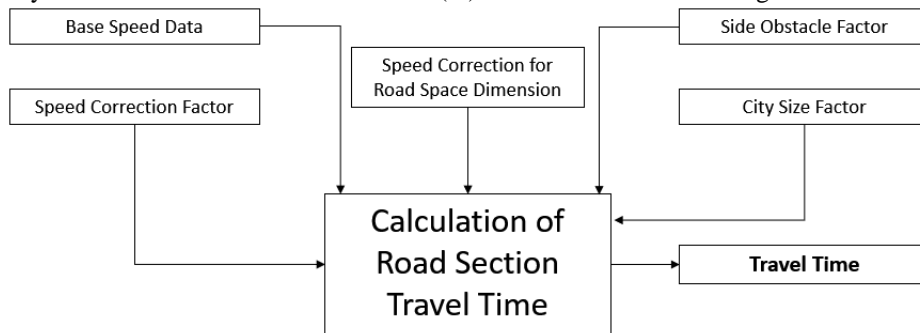 Base Speed Data
Side Obstacle Factor
Speed Correction for
Road Space Dimension
Speed Correction Factor
City Size Factor
Calculation of
Road Section
Travel Time
Travel Time